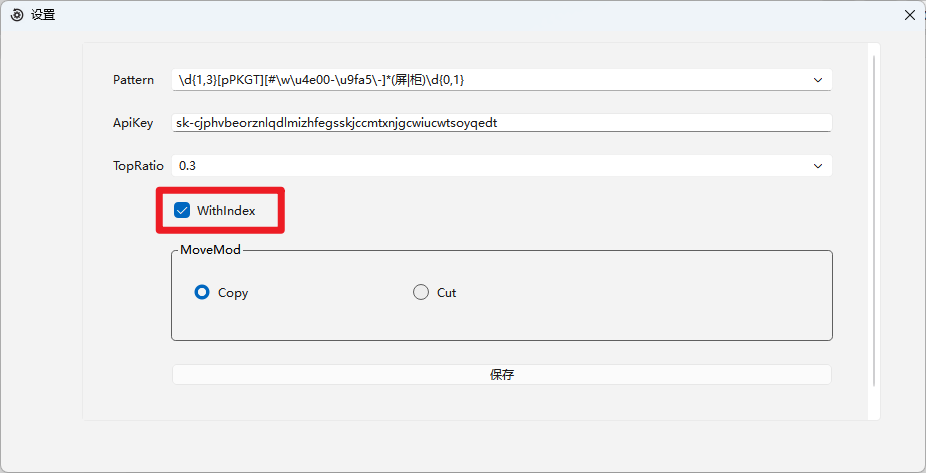 设置
Pattern \d{1,3}[pPKGT][#\w\u4e00-\u9fa5\-]*(屏|柜)\d{0,1}
ApiKey sk-cjphvbeorznlqdlmizhfegsskjccmtxnjgcwiucwtsoyqedt
TopRatio 0.3
WithIndex
MoveMod
Copy Cut
保存